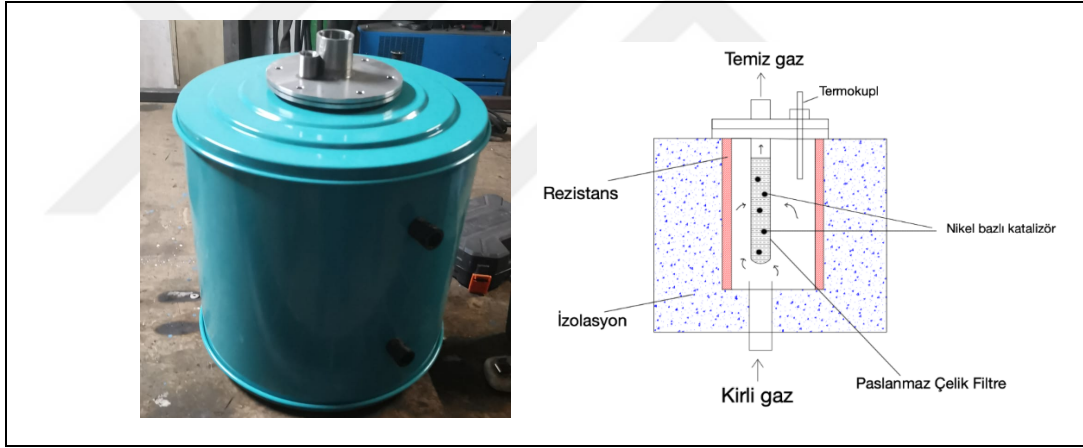 Temiz gaz
Termokupl
Rezistans
Nikel bazlı katalizör
İzolasyon
Paslanmaz Çelik Filtre
Kirli gaz